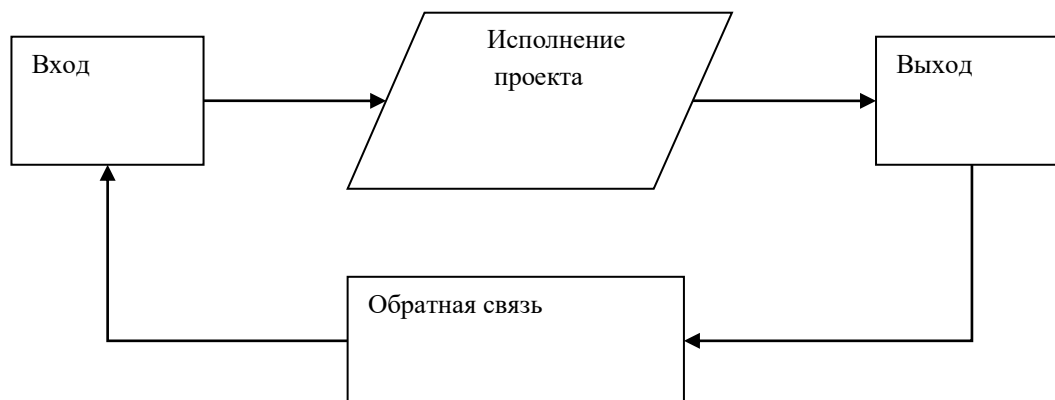 Вход
Исполнение
проекта
Выход
Обратная связь